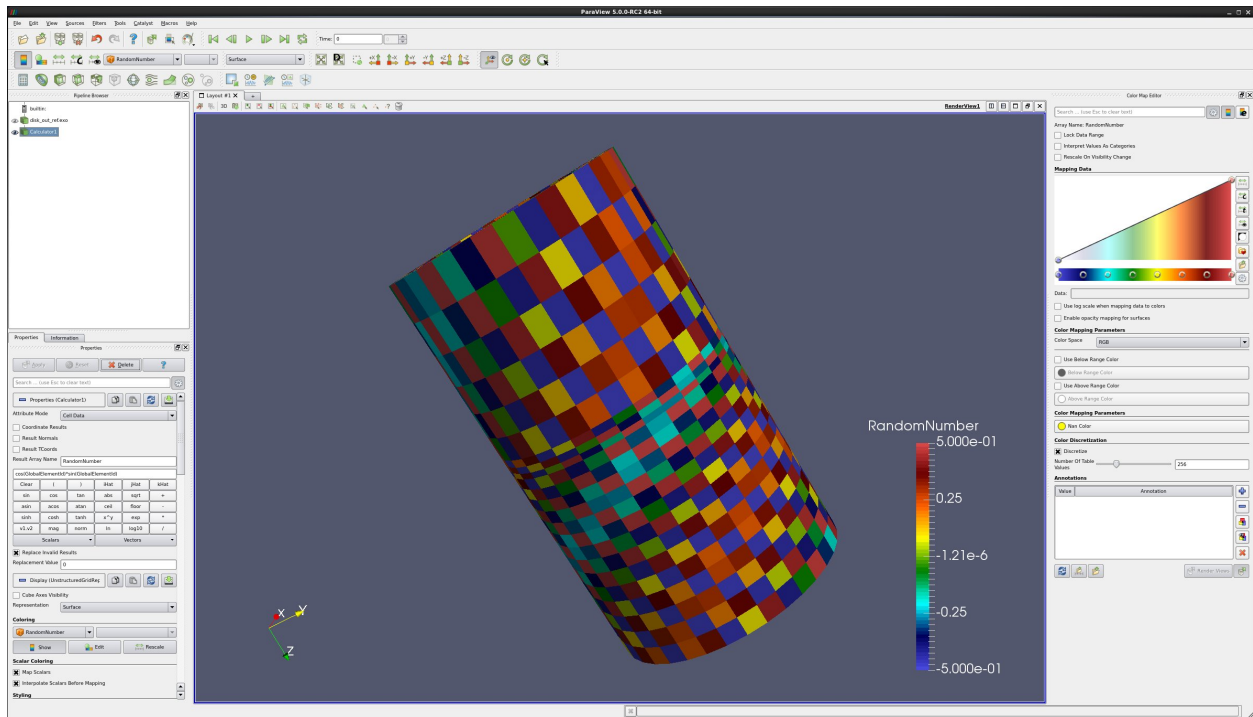 ParaView 5.0.0-RC2 64-bit
File Edit View Sources Filters Tools Catalyst Macros Help
Time: 0
RandomNumber Surface
Pipeline Browser
builtin:
disk_out_ref.exo
Calculator1
Layout #1
3D RenderView1
Properties Information
Properties
Apply Reset Delete ?
Search ... (use Esc to clear text)
Properties (Calculator1)
Attribute Mode Cell Data
Coordinate Results
Result Normals
Result TCoords
Result Array Name RandomNumber
cos(GlobalElementId)*sin(GlobalElementId)
Clear ( ) iHat jHat kHat
sin cos tan abs sqrt +
asin acos atan ceil floor -
sinh cosh tanh x^y exp *
v1.v2 mag norm ln log10 /
Scalars Vectors
Replace Invalid Results
Replacement Value 0
Display (UnstructuredGridRep
Cube Axes Visibility
Representation Surface
Coloring
RandomNumber
Show Edit Rescale
Scalar Coloring
Map Scalars
Interpolate Scalars Before Mapping
Styling
RandomNumber
5.000e-01
0.25
-1.21e-6
-0.25
-5.000e-01
X Y
Z
Color Map Editor
Search ... (use Esc to clear text)
Array Name: RandomNumber
Lock Data Range
Interpret Values As Categories
Rescale On Visibility Change
Mapping Data
Data:
Use log scale when mapping data to colors
Enable opacity mapping for surfaces
Color Mapping Parameters
Color Space RGB
Use Below Range Color
Below Range Color
Use Above Range Color
Above Range Color
Color Mapping Parameters
Nan Color
Color Discretization
Discretize
Number Of Table
Values 256
Annotations
Value Annotation
Render Views